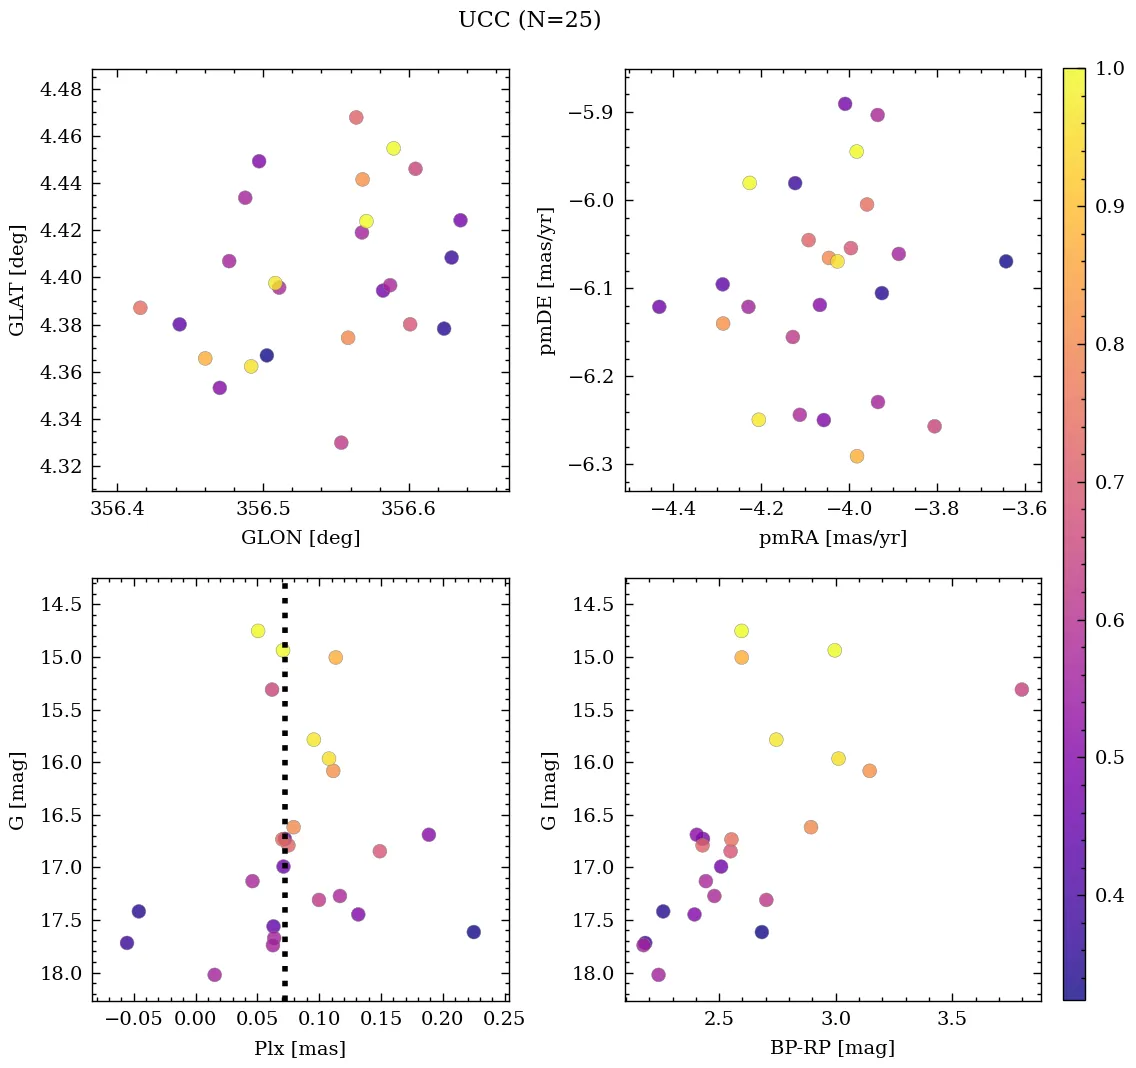 UCC (N=25)
4.48
4.46
4.44
4.42
4.40
4.38
4.36
4.34
4.32
GLAT [deg]
356.4 356.5 356.6
GLON [deg]
−5.9
−6.0
−6.1
−6.2
−6.3
pmDE [mas/yr]
−4.4 −4.2 −4.0 −3.8 −3.6
pmRA [mas/yr]
14.5
15.0
15.5
16.0
16.5
17.0
17.5
18.0
G [mag]
−0.05 0.00 0.05 0.10 0.15 0.20 0.25
Plx [mas]
14.5
15.0
15.5
16.0
16.5
17.0
17.5
18.0
G [mag]
2.5 3.0 3.5
BP-RP [mag]
1.0
0.9
0.8
0.7
0.6
0.5
0.4